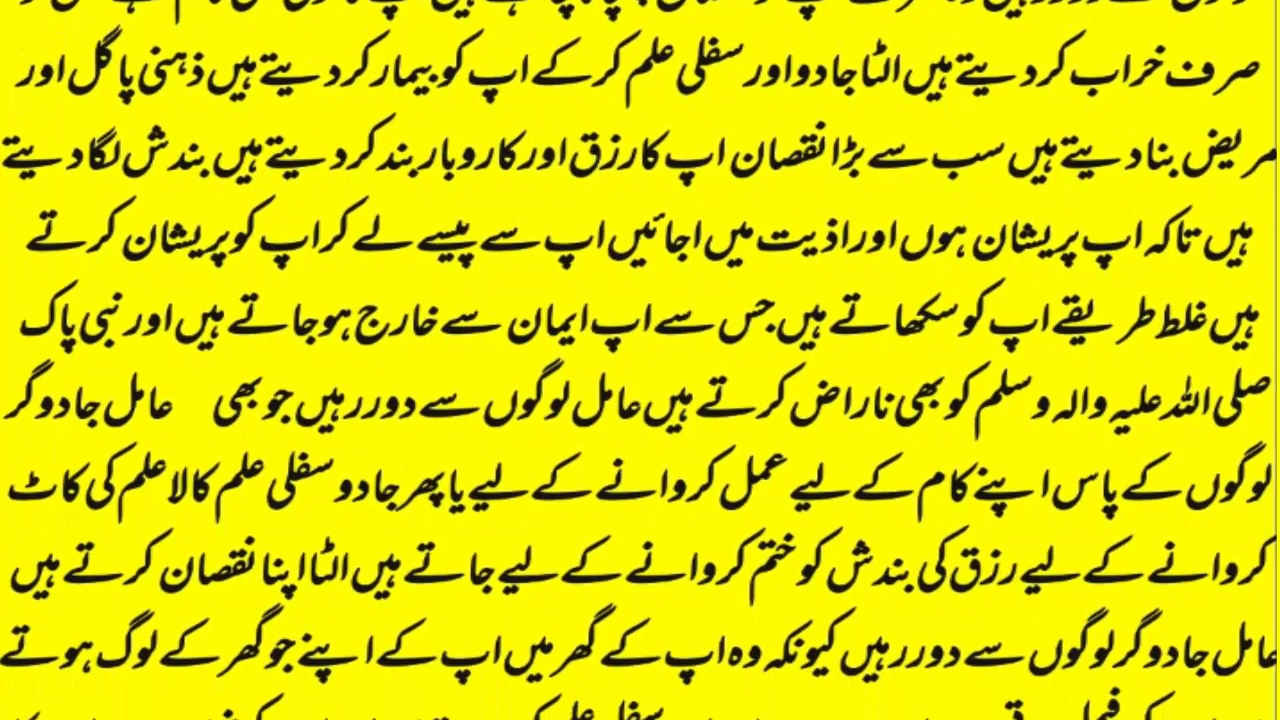 صرف خراب کر دیتے ہیں الٹا جادو اور سفلی علم کر کے اپ کو بیمار کر دیتے ہیں ذہنی پاگل اور
مریض بنا دیتے ہیں سب سے بڑا نقصان اپ کا رزق اور کاروبار بند کر دیتے ہیں بندش لگا دیتے
ہیں تاکہ اپ پریشان ہوں اور اذیت میں اجائیں اپ سے پیسے لے کر اپ کو پریشان کرتے
ہیں غلط طریقے اپ کو سکھاتے ہیں جس سے اپ ایمان سے خارج ہو جاتے ہیں اور نبی پاک
صلی اللہ علیہ والہ وسلم کو بھی ناراض کرتے ہیں عامل لوگوں سے دور رہیں جو بھی عامل جادوگر
لوگوں کے پاس اپنے کام کے لیے عمل کروانے کے لیے یا پھر جادو سفلی علم کالا علم کی کاٹ
کروانے کے لیے رزق کی بندش کو ختم کروانے کے لیے جاتے ہیں الٹا اپنا نقصان کرتے ہیں
عامل جادوگر لوگوں سے دور رہیں کیونکہ وہ اپ کے گھر میں اپ کے اپنے جو گھر کے لوگ ہوتے